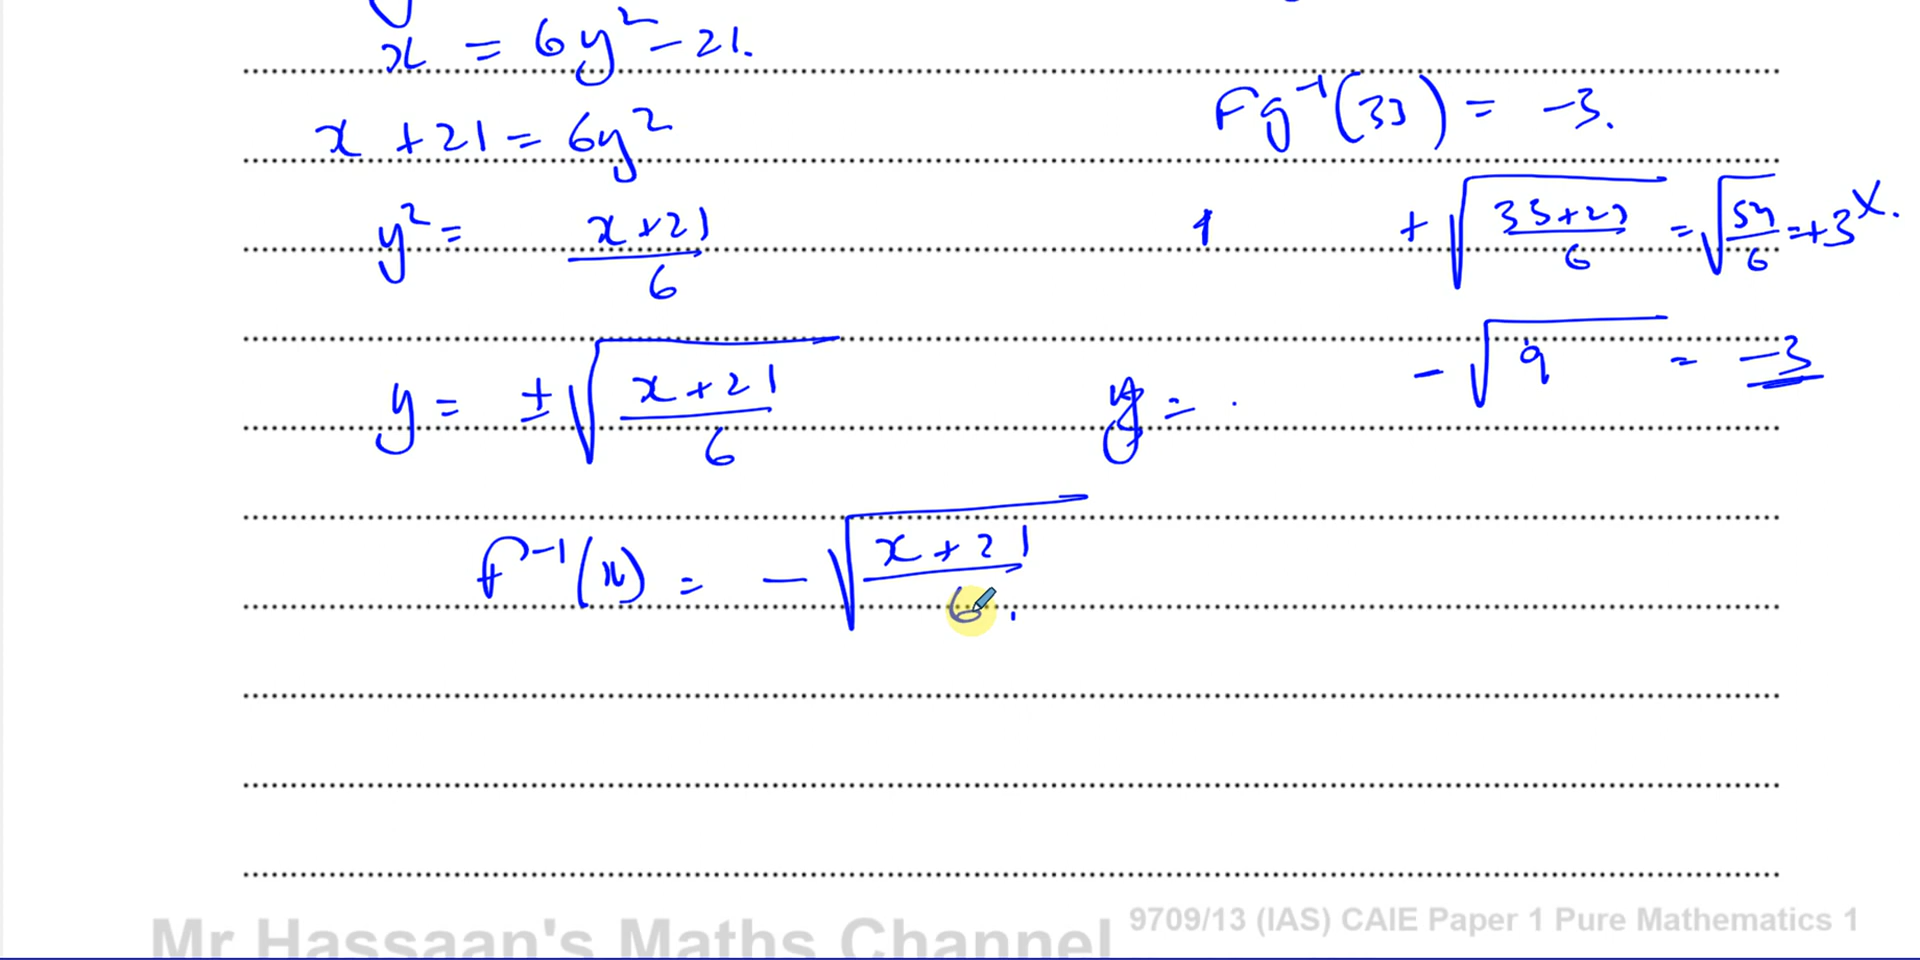 x = 6y² - 21.
x + 21 = 6y²
Fg⁻¹(33) = -3.
y² = x+21/6
+√33+21/6 = √54/6 = +3 X.
y = ±√x+21/6
y = .
-√9 = -3
f⁻¹(x) = -√x+21/6.
Mr Hassaan's Maths Channel
9709/13 (IAS) CAIE Paper 1 Pure Mathematics 1